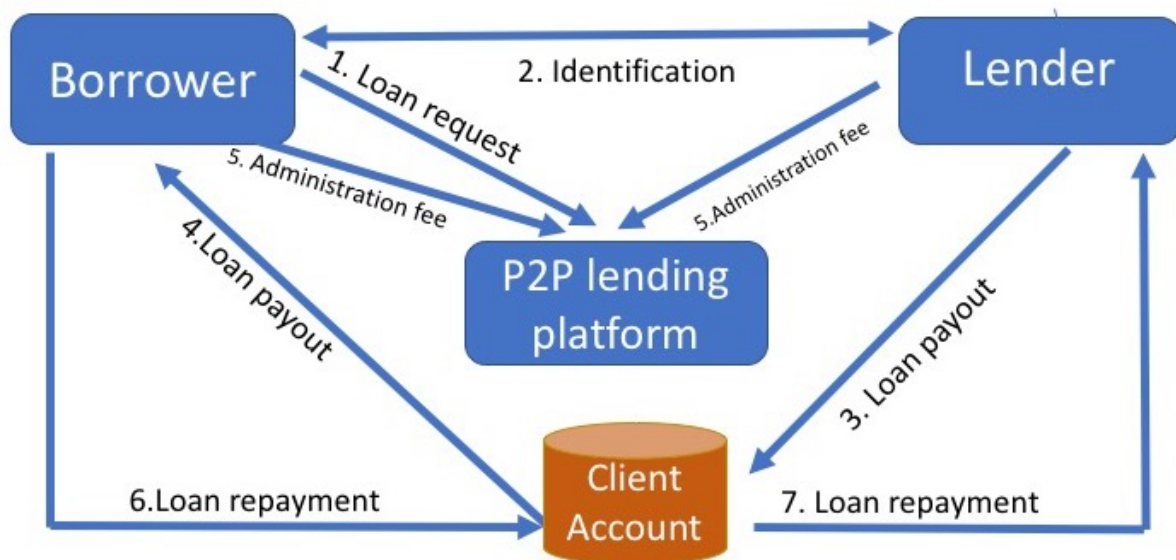 Borrower
Lender
1. Loan request
2. Identification
5. Administration fee
5.Administration fee
4.Loan payout
P2P lending
platform
3. Loan payout
Client
Account
6.Loan repayment
7. Loan repayment